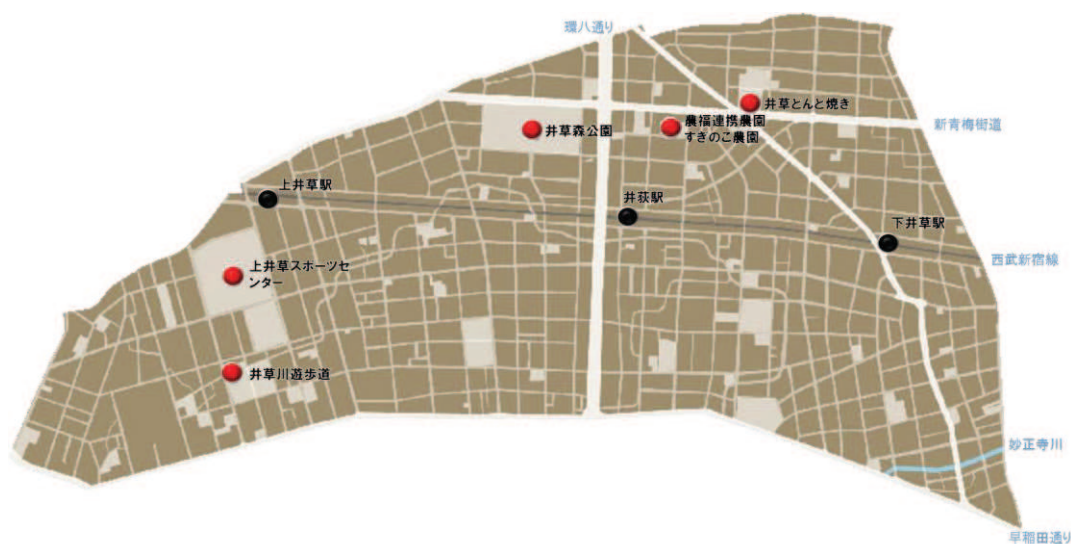 環八通り
井草とんと焼き
農福連携農園
すぎのこ農園
新青梅街道
井草森公園
上井草駅
井荻駅
下井草駅
西武新宿線
上井草スポーツセ
ンター
井草川遊歩道
妙正寺川
早稲田通り